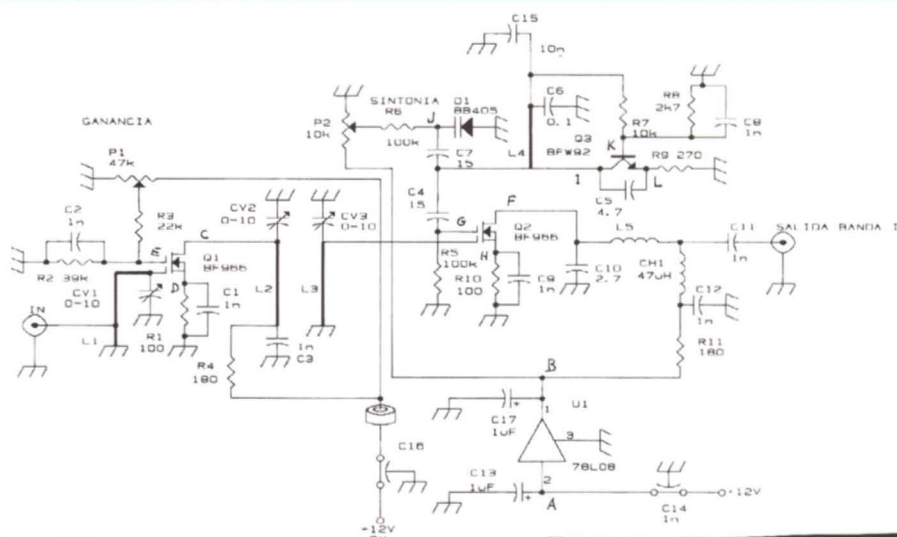 C15
10n
GANANCIA
P2
10k
SINTONIA
R6
100k
J
D1
BB405
C7
15
L4
C6
0.1
Q3
BFW92
R7
10k
K
R8
2k7
C8
1n
I
L
R9 270
C5
4.7
P1
47k
C2
1n
R3
22k
R2 39k
CV1
0-10
IN
L1
E
C
D
Q1
BF966
R1
100
C1
1n
CV2
0-10
CV3
0-10
L2
L3
1n
C3
R4
180
C4
15
G
F
H
Q2
BF966
R5
100k
R10
100
C9
1n
C10
2.7
L5
CH1
47uH
C11
1n
SALIDA BANDA I
C12
1n
R11
180
B
C17
1uF
1
U1
3
78L08
2
C13
1uF
A
C14
1n
+12V
C16
+12V